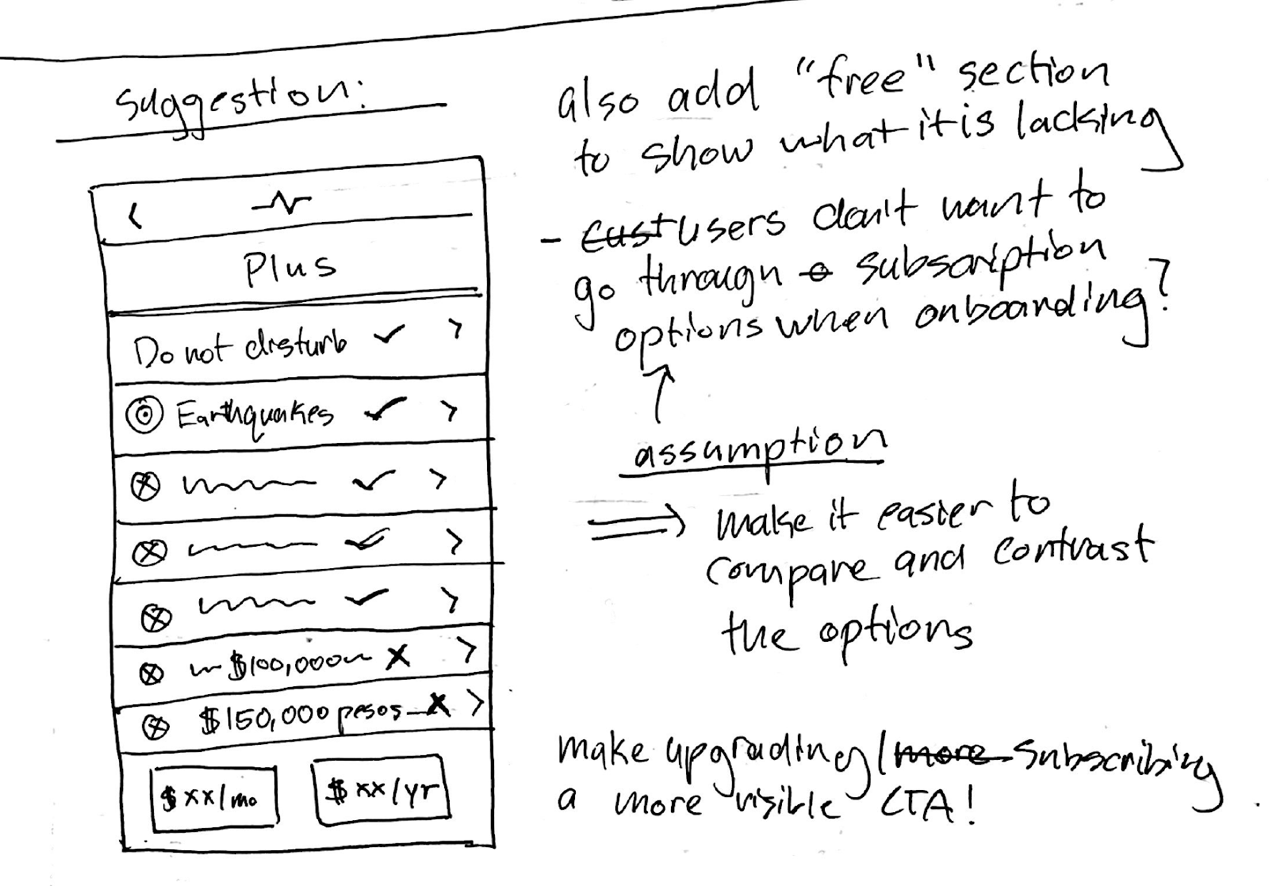 suggestion:
Plus
Do not disturb ✓ >
Earthquakes ✓ >
✓ >
✓ >
✓ >
$100,000 X >
$150,000 pesos X >
$xx/mo
$xx/yr
also add "free" section
to show what it is lacking
- Cust users don't want to
go through subscription
options when onboarding?
assumption
make it easier to
compare and contrast
the options
make upgrading/more subscribing
a more visible CTA!